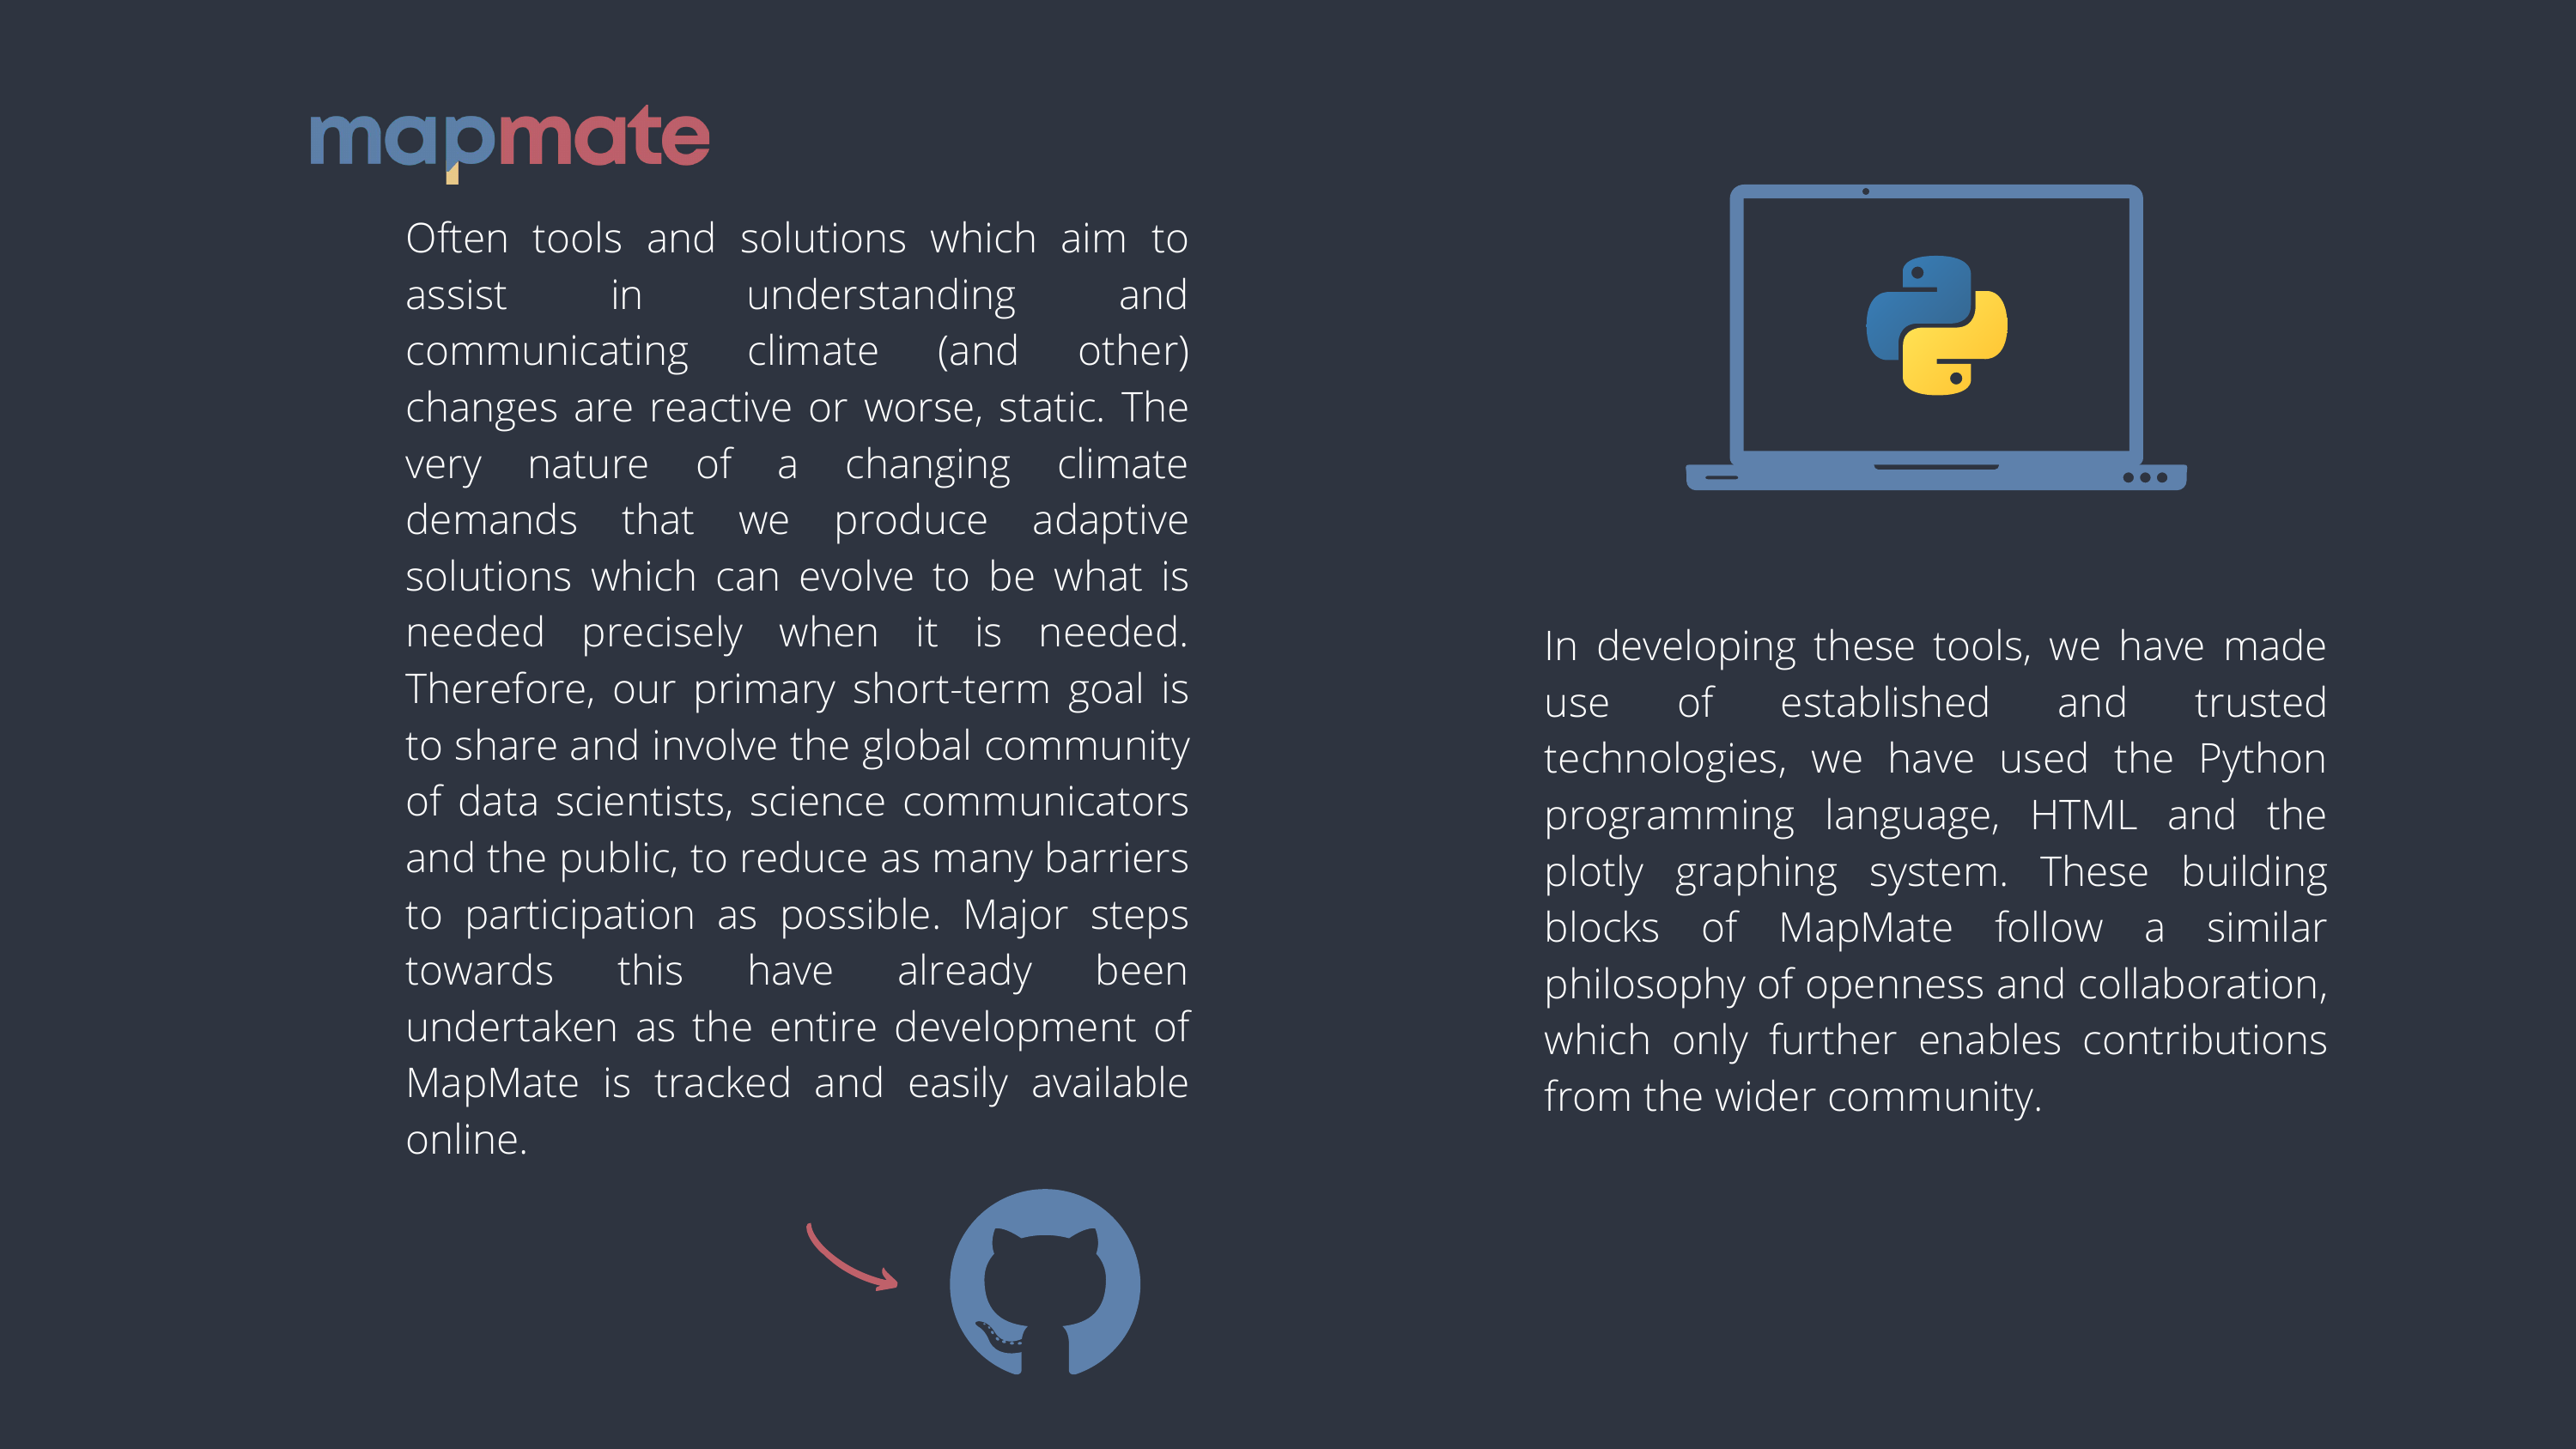 mapmate
Often tools and solutions which aim to
assist in understanding and
communicating climate (and other)
changes are reactive or worse, static. The
very nature of a changing climate
demands that we produce adaptive
solutions which can evolve to be what is
needed precisely when it is needed.
Therefore, our primary short-term goal is
to share and involve the global community
of data scientists, science communicators
and the public, to reduce as many barriers
to participation as possible. Major steps
towards this have already been
undertaken as the entire development of
MapMate is tracked and easily available
online.
In developing these tools, we have made
use of established and trusted
technologies, we have used the Python
programming language, HTML and the
plotly graphing system. These building
blocks of MapMate follow a similar
philosophy of openness and collaboration,
which only further enables contributions
from the wider community.